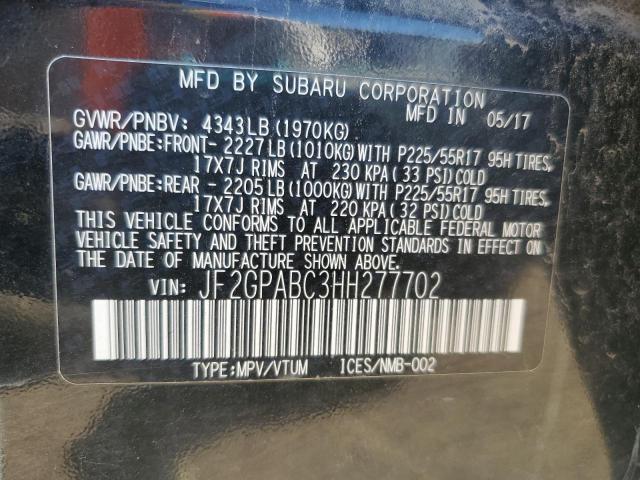 MFD BY SUBARU CORPORATION
MFD IN 05/17
GVWR/PNBV: 4343LB(1970KG)
GAWR/PNBE:FRONT-2227LB(1010KG)WITH P225/55R17 95H TIRES,
17X7J RIMS AT 230 KPA(33 PSI)COLD
GAWR/PNBE:REAR -2205LB(1000KG)WITH P225/55R17 95H TIRES,
17X7J RIMS AT 220 KPA(32 PSI)COLD
THIS VEHICLE CONFORMS TO ALL APPLICABLE FEDERAL MOTOR
VEHICLE SAFETY AND THEFT PREVENTION STANDARDS IN EFFECT ON
THE DATE OF MANUFACTURE SHOWN ABOVE.
VIN: JF2GPABC3HH277702
TYPE:MPV/VTUM ICES/NMB-002